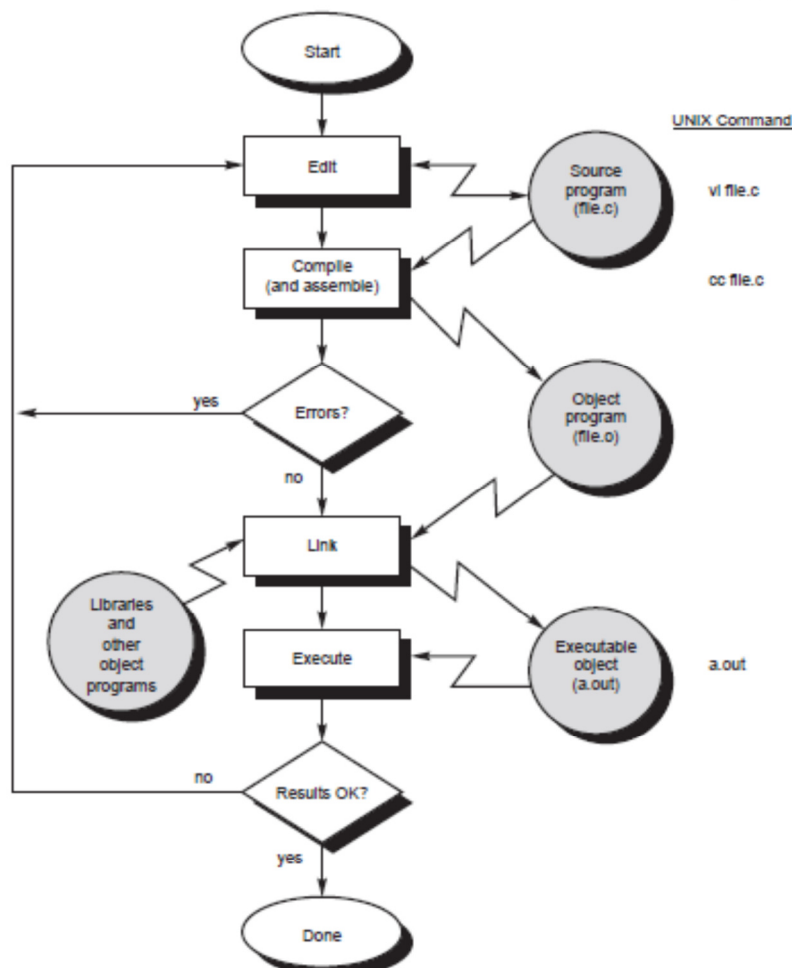 Start
UNIX Command
Edit
Source
program
(file.c)
vi file.c
Compile
(and assemble)
cc file.c
yes
Errors?
Object
program
(file.o)
no
Link
Libraries
and
other
object
programs
Execute
Executable
object
(a.out)
a.out
no
Results OK?
yes
Done